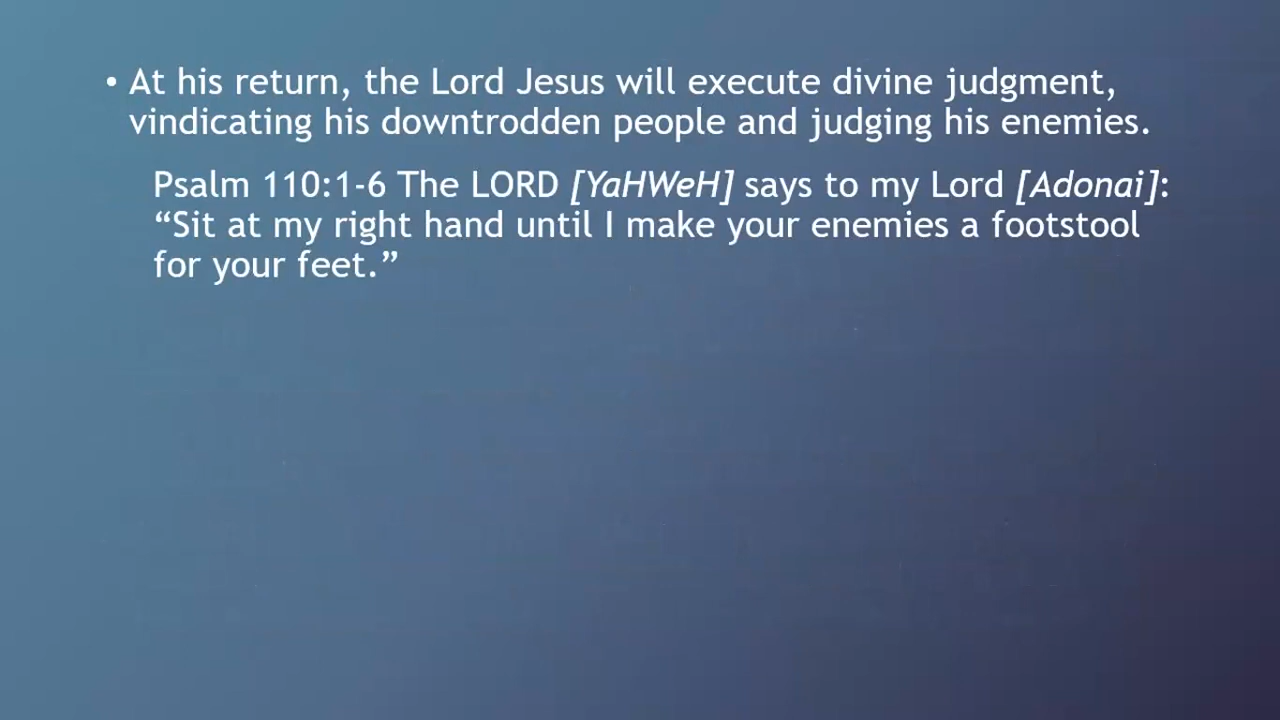 • At his return, the Lord Jesus will execute divine judgment,
vindicating his downtrodden people and judging his enemies.
Psalm 110:1-6 The LORD [YaHWeH] says to my Lord [Adonai]:
“Sit at my right hand until I make your enemies a footstool
for your feet.”